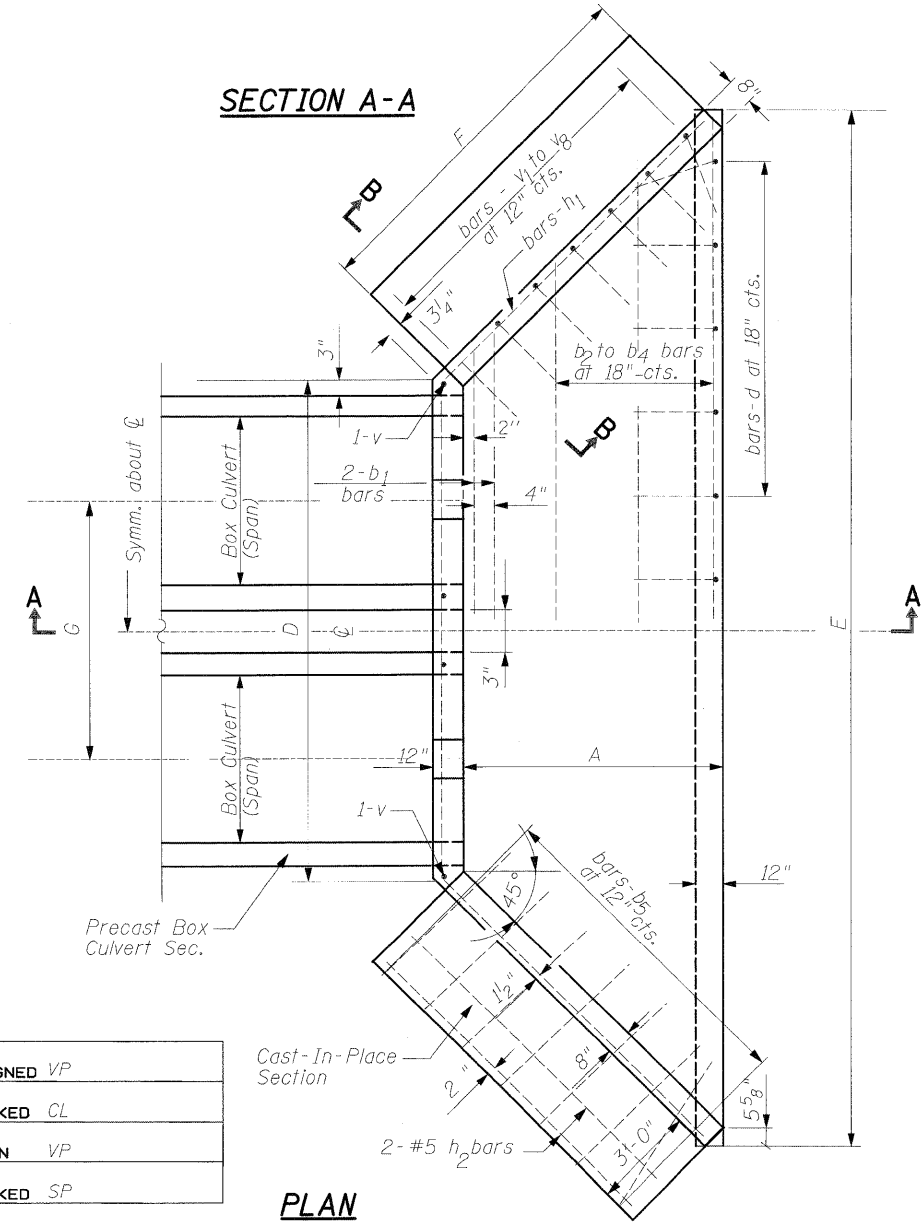 SECTION A-A
F
8"
B
bars - v1 to v8
at 12" cts.
bars-h1
3¼"
3"
b2 to b4 bars
at 18"-cts.
bars-d at 18" cts.
1-v
2"
B
2-b1
bars
4"
Symm. about ℄
Box Culvert
(Span)
A
A
G
D
℄
E
3"
Box Culvert
(Span)
12"
A
1-v
bars-b5
at 12" cts.
12"
45°
Precast Box
Culvert Sec.
1½"
Cast-In-Place
Section
2"
8"
5⅝"
2-#5 h2 bars
3'-0"
GNED VP
KED CL
N VP
KED SP
PLAN